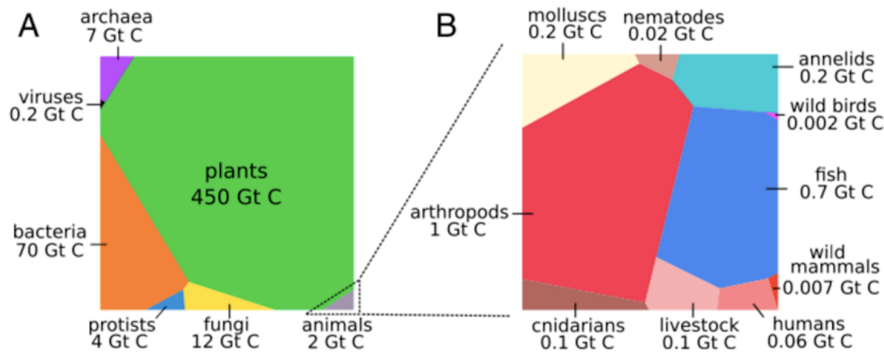 A
archaea
7 Gt C
viruses
0.2 Gt C
plants
450 Gt C
bacteria
70 Gt C
protists
4 Gt C
fungi
12 Gt C
animals
2 Gt C
B
molluscs
0.2 Gt C
nematodes
0.02 Gt C
annelids
0.2 Gt C
wild birds
0.002 Gt C
fish
0.7 Gt C
arthropods
1 Gt C
wild
mammals
0.007 Gt C
cnidarians
0.1 Gt C
livestock
0.1 Gt C
humans
0.06 Gt C